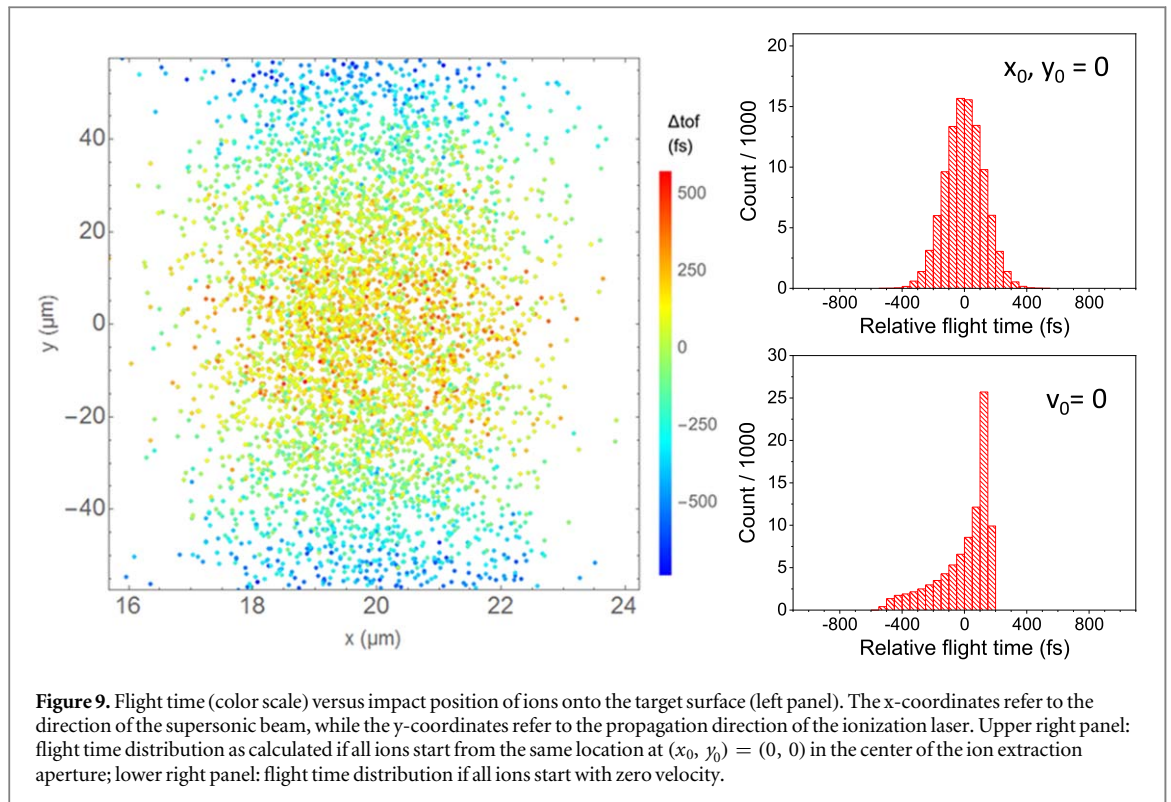 40
20
0
−20
−40
y (μm)
16
18
20
22
24
x (μm)
Δtof
(fs)
500
250
0
−250
−500
20
15
10
5
0
Count / 1000
x₀, y₀ = 0
-800
-400
0
400
800
Relative flight time (fs)
30
25
20
15
10
5
0
Count / 1000
v₀= 0
-800
-400
0
400
800
Relative flight time (fs)
Figure 9. Flight time (color scale) versus impact position of ions onto the target surface (left panel). The x-coordinates refer to the
direction of the supersonic beam, while the y-coordinates refer to the propagation direction of the ionization laser. Upper right panel:
flight time distribution as calculated if all ions start from the same location at (x₀, y₀) = (0, 0) in the center of the ion extraction
aperture; lower right panel: flight time distribution if all ions start with zero velocity.